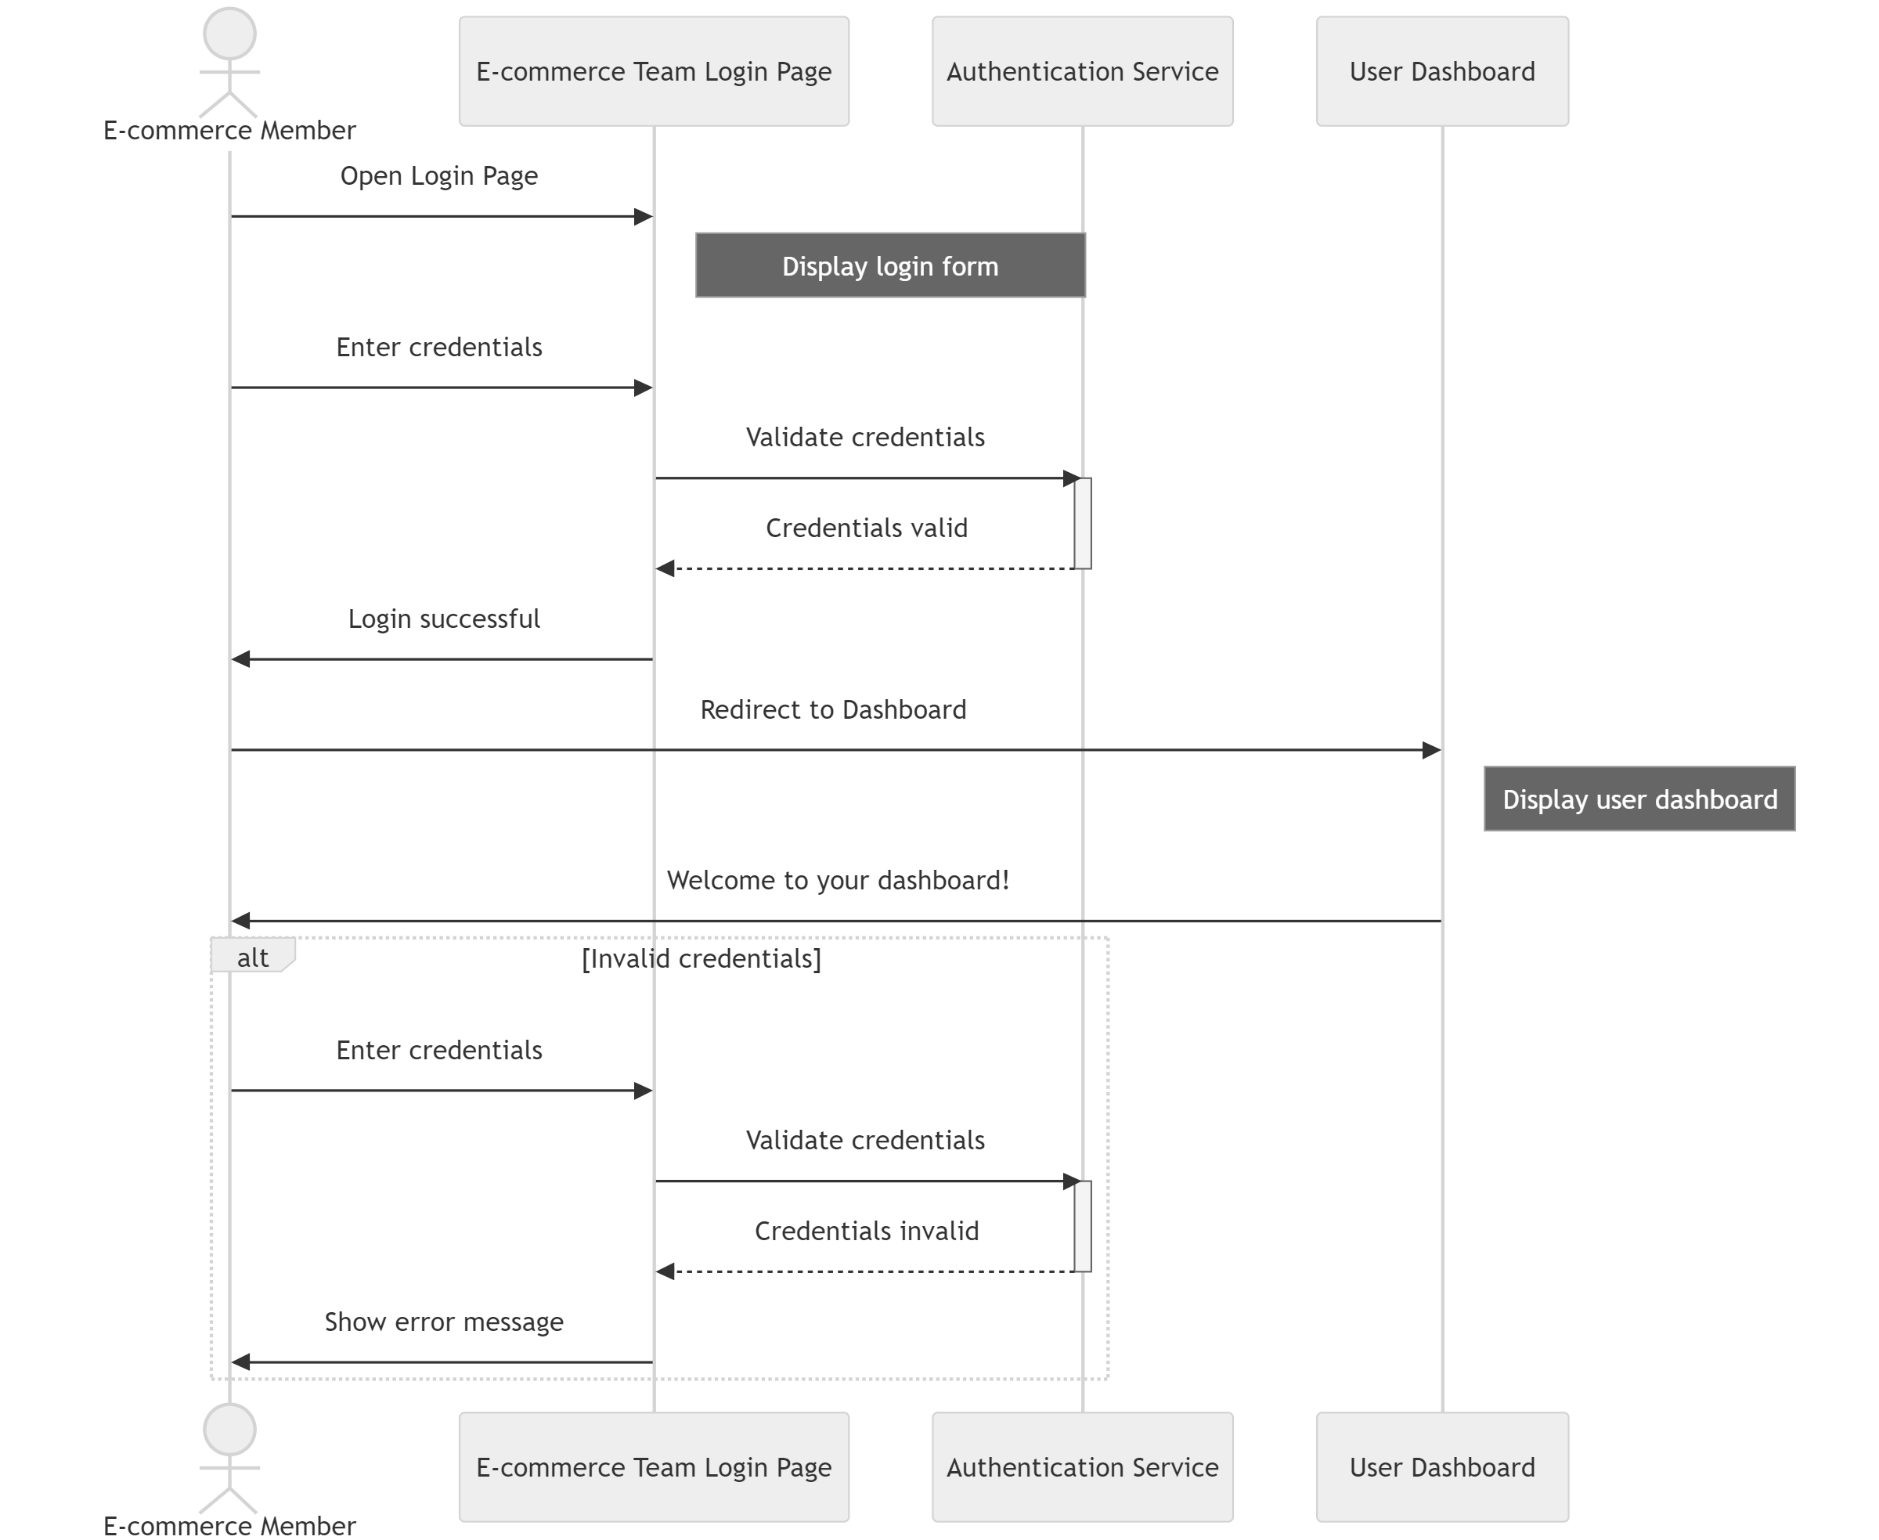 E-commerce Member
E-commerce Team Login Page
Authentication Service
User Dashboard
Open Login Page
Display login form
Enter credentials
Validate credentials
Credentials valid
Login successful
Redirect to Dashboard
Display user dashboard
Welcome to your dashboard!
alt
[Invalid credentials]
Enter credentials
Validate credentials
Credentials invalid
Show error message
E-commerce Member
E-commerce Team Login Page
Authentication Service
User Dashboard